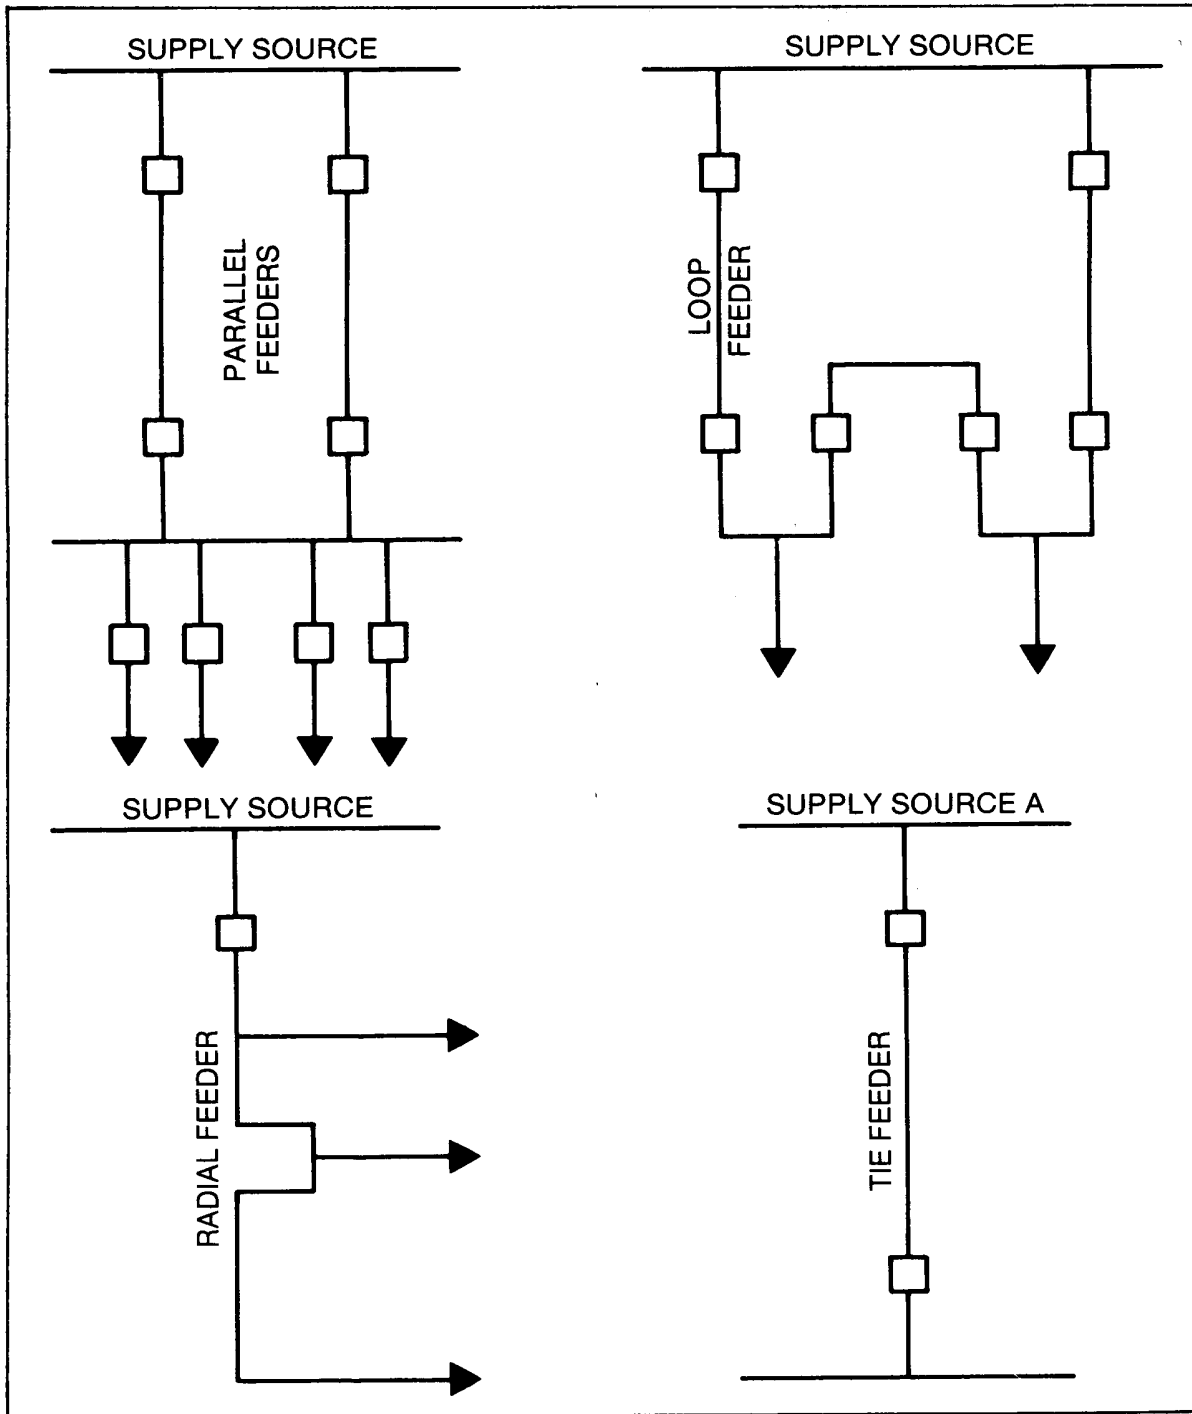 SUPPLY SOURCE
PARALLEL
FEEDERS
SUPPLY SOURCE
LOOP
FEEDER
SUPPLY SOURCE
RADIAL FEEDER
SUPPLY SOURCE A
TIE FEEDER